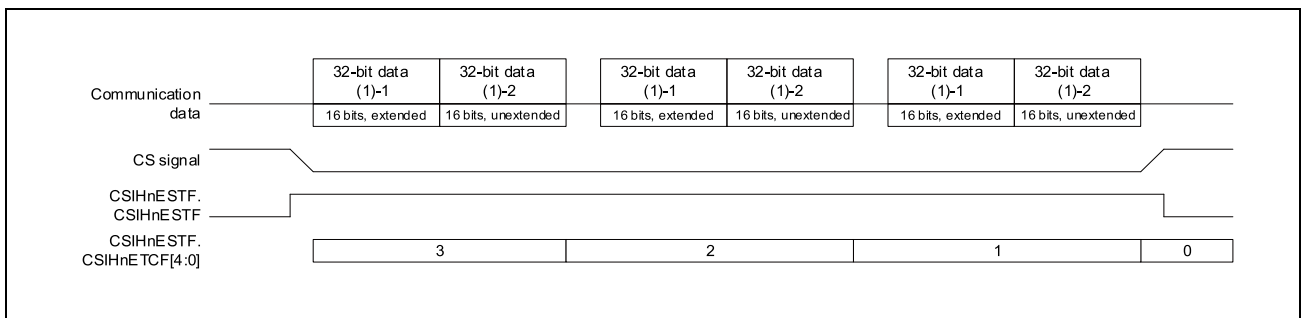 32-bit data 32-bit data 32-bit data 32-bit data 32-bit data 32-bit data
(1)-1 (1)-2 (1)-1 (1)-2 (1)-1 (1)-2
Communication
data
16 bits, extended 16 bits, unextended 16 bits, extended 16 bits, unextended 16 bits, extended 16 bits, unextended
CS signal
CSIHnESTF.
CSIHnESTF
CSIHnESTF.
CSIHnETCF[4:0]
3 2 1 0